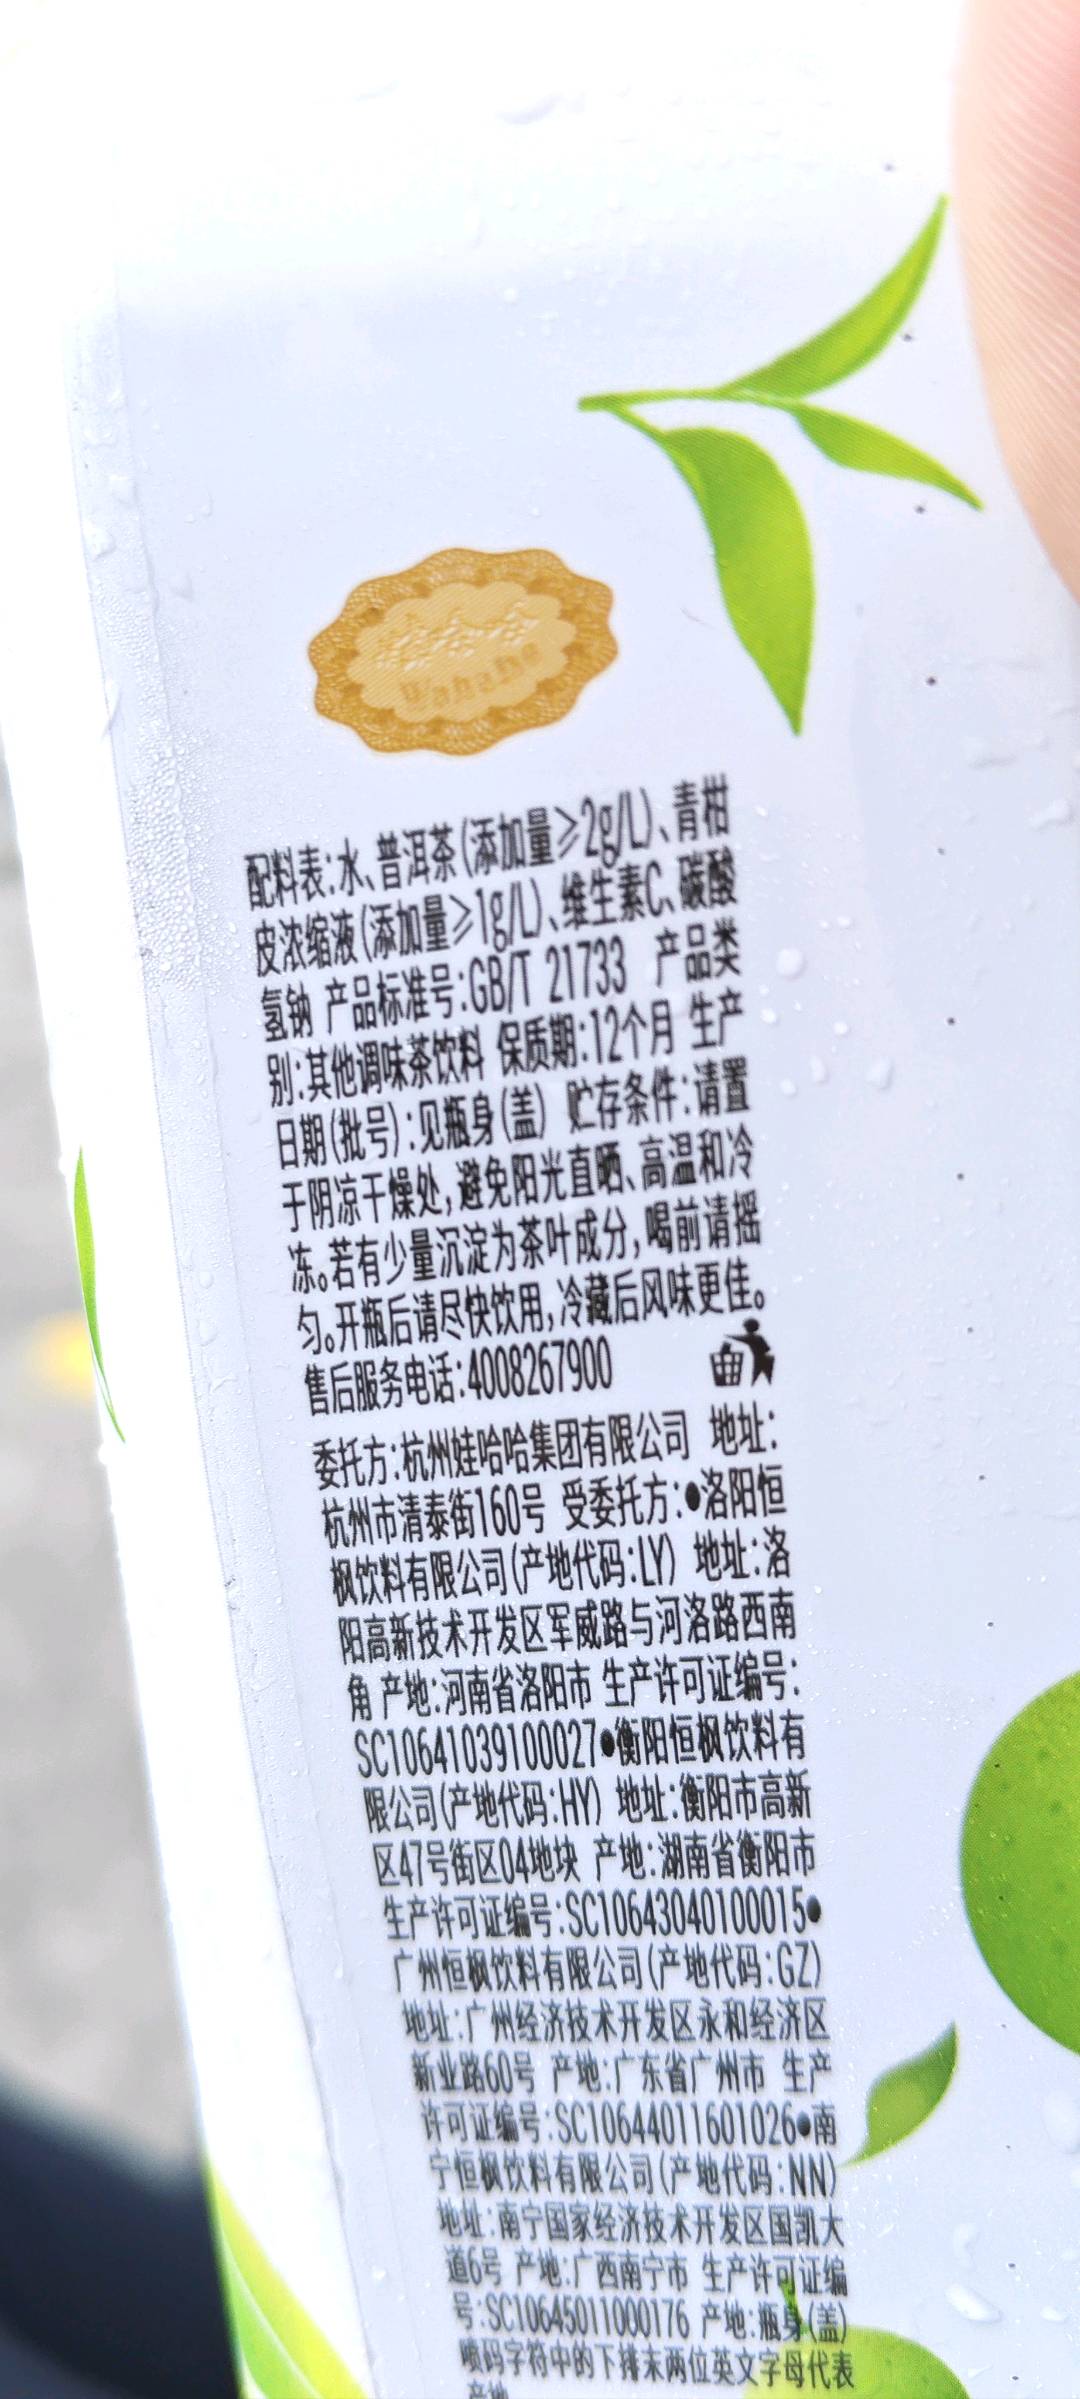 Wahaha
配料表:水、普洱茶(添加量≥2g/L)、青柑
皮浓缩液(添加量≥1g/L)、维生素C、碳酸
氢钠 产品标准号:GB/T 21733 产品类
别:其他调味茶饮料 保质期:12个月 生产
日期(批号):见瓶身(盖) 贮存条件:请置
于阴凉干燥处,避免阳光直晒、高温和冷
冻。若有少量沉淀为茶叶成分,喝前请摇
匀。开瓶后请尽快饮用,冷藏后风味更佳。
售后服务电话:4008267900
委托方:杭州娃哈哈集团有限公司 地址:
杭州市清泰街160号 受委托方:●洛阳恒
枫饮料有限公司(产地代码:LY) 地址:洛
阳高新技术开发区军威路与河洛路西南
角 产地:河南省洛阳市 生产许可证编号:
SC10641039100027●衡阳恒枫饮料有
限公司(产地代码:HY) 地址:衡阳市高新
区47号街区04地块 产地:湖南省衡阳市
生产许可证编号:SC10643040100015●
广州恒枫饮料有限公司(产地代码:GZ)
地址:广州经济技术开发区永和经济区
新业路60号 产地:广东省广州市 生产
许可证编号:SC10644011601026●南
宁恒枫饮料有限公司(产地代码:NN)
地址:南宁国家经济技术开发区国凯大
道6号 产地:广西南宁市 生产许可证编
号:SC10645011000176 产地:瓶身(盖)
喷码字符中的下排末两位英文字母代表
产地